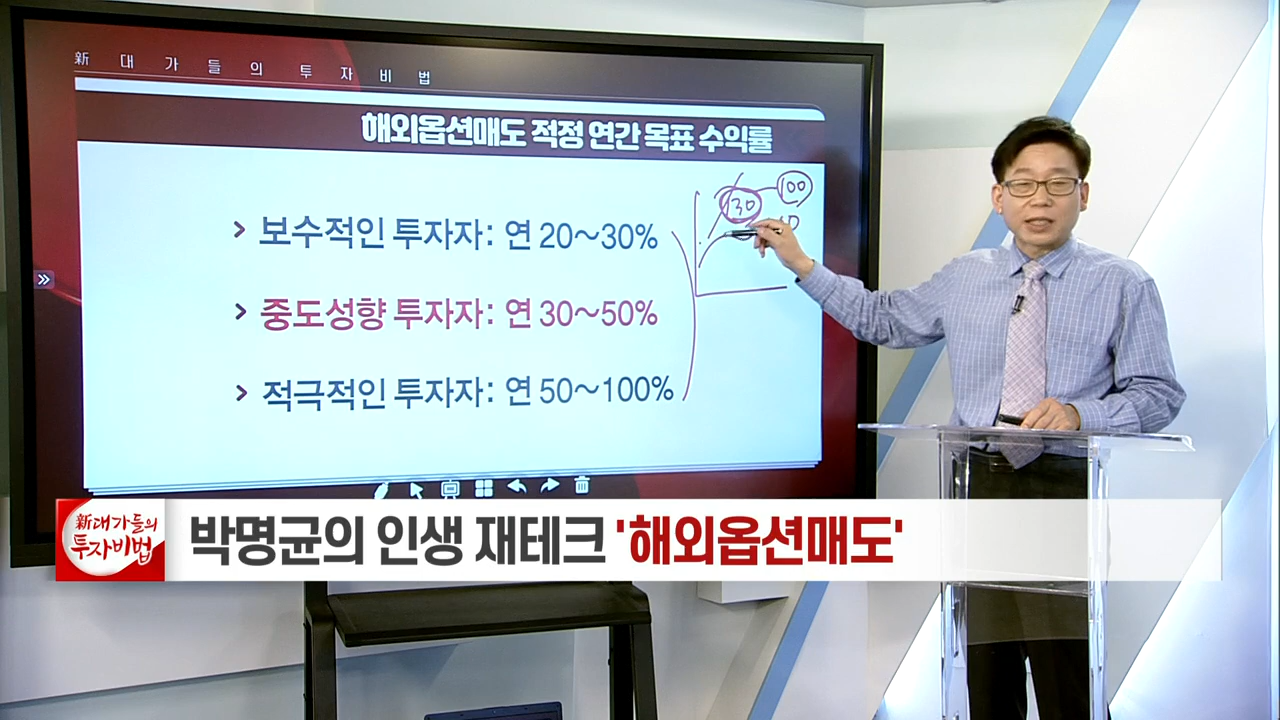 新 대가들의 투자비법
해외옵션매도 적정 연간 목표 수익률
> 보수적인 투자자: 연 20~30%
> 중도성향 투자자: 연 30~50%
> 적극적인 투자자: 연 50~100%
130
100
»
新대가들의
투자비법
박명균의 인생 재테크 '해외옵션매도'